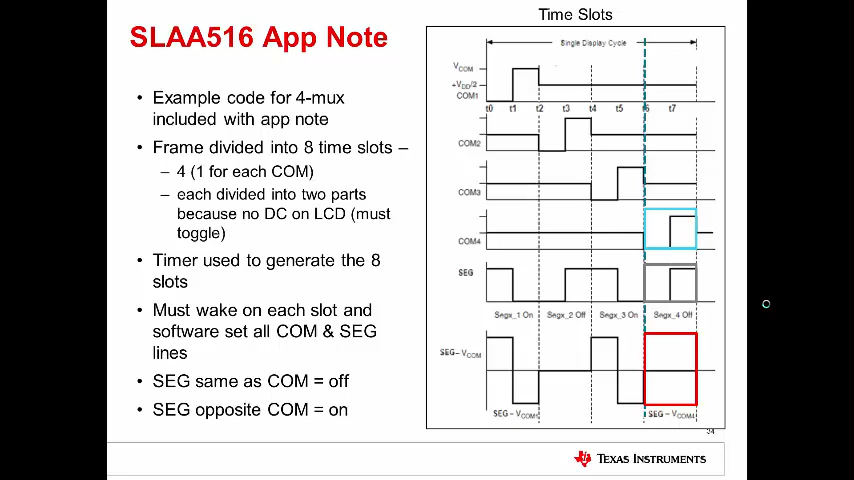 SLAA516 App Note
• Example code for 4-mux
included with app note
• Frame divided into 8 time slots –
– 4 (1 for each COM)
– each divided into two parts
because no DC on LCD (must
toggle)
• Timer used to generate the 8
slots
• Must wake on each slot and
software set all COM & SEG
lines
• SEG same as COM = off
• SEG opposite COM = on
Time Slots
Single Display Cycle
VCOM
+VDD/2
COM1
t0 t1 t2 t3 t4 t5 t6 t7
COM2
COM3
COM4
SEG
Segx_1 On Segx_2 Off Segx_3 On Segx_4 Off
SEG–VCOM
SEG – VCOM1 SEG – VCOM4
34
TEXAS INSTRUMENTS